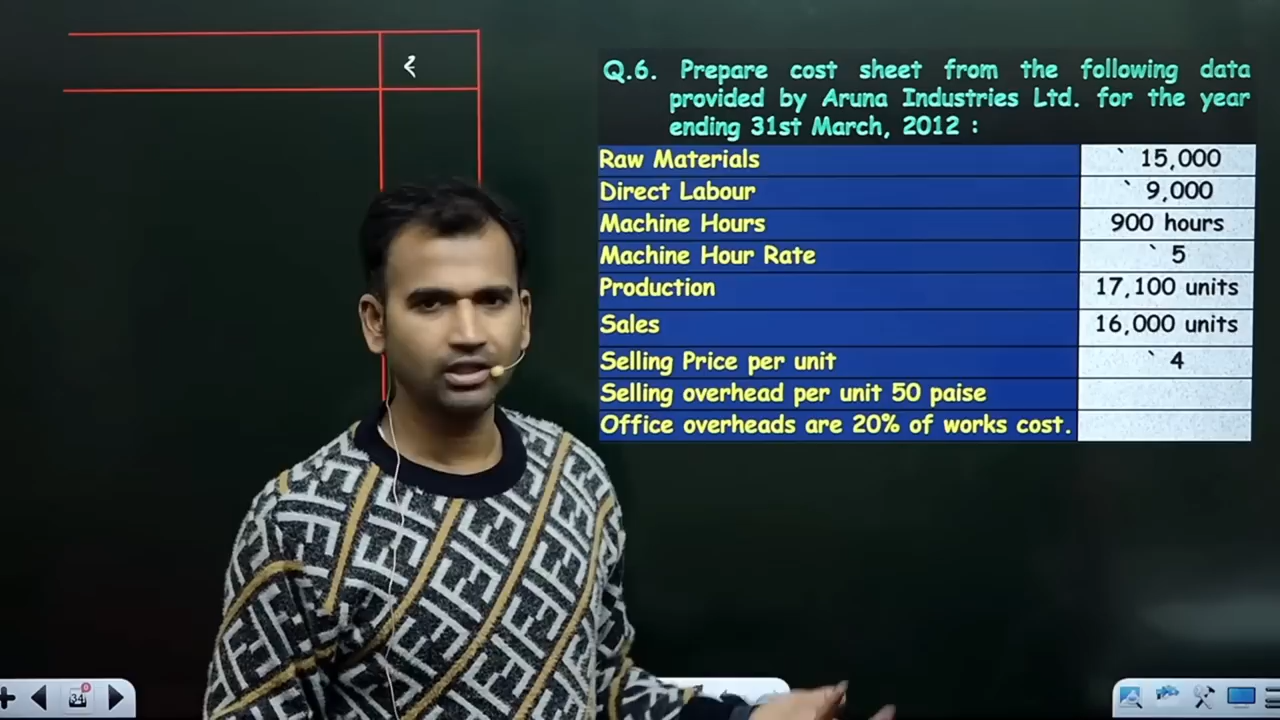 ₹
Q.6. Prepare cost sheet from the following data
provided by Aruna Industries Ltd. for the year
ending 31st March, 2012 :
Raw Materials ` 15,000
Direct Labour ` 9,000
Machine Hours 900 hours
Machine Hour Rate ` 5
Production 17,100 units
Sales 16,000 units
Selling Price per unit ` 4
Selling overhead per unit 50 paise
Office overheads are 20% of works cost.
34